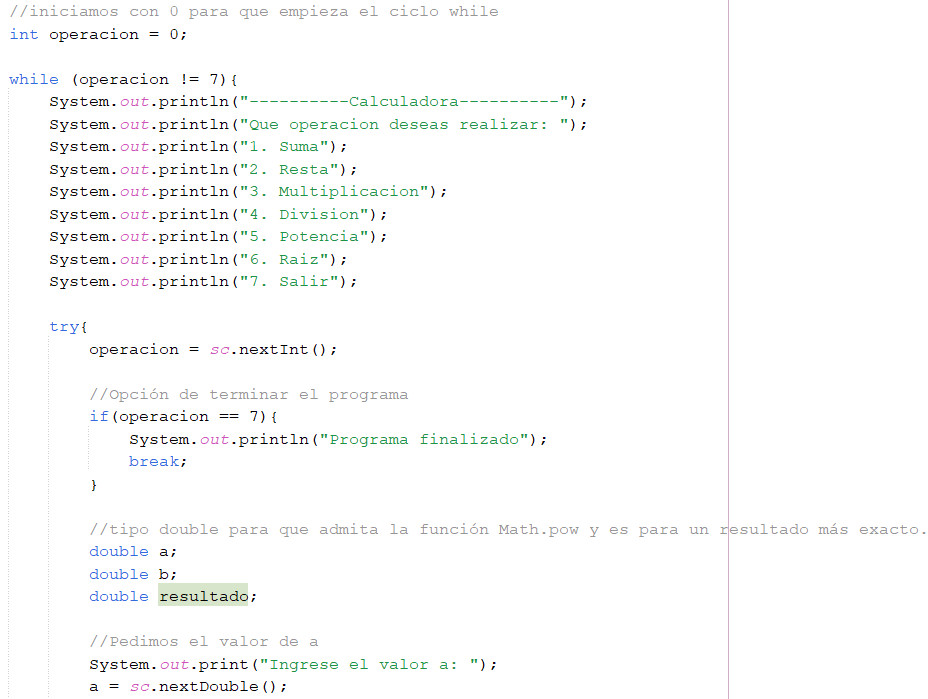 //iniciamos con 0 para que empieza el ciclo while
int operacion = 0;
while (operacion != 7){
System.out.println("----------Calculadora----------");
System.out.println("Que operacion deseas realizar: ");
System.out.println("1. Suma");
System.out.println("2. Resta");
System.out.println("3. Multiplicacion");
System.out.println("4. Division");
System.out.println("5. Potencia");
System.out.println("6. Raiz");
System.out.println("7. Salir");
try{
operacion = sc.nextInt();
//Opción de terminar el programa
if(operacion == 7){
System.out.println("Programa finalizado");
break;
}
//tipo double para que admita la función Math.pow y es para un resultado más exacto.
double a;
double b;
double resultado;
//Pedimos el valor de a
System.out.print("Ingrese el valor a: ");
a = sc.nextDouble();